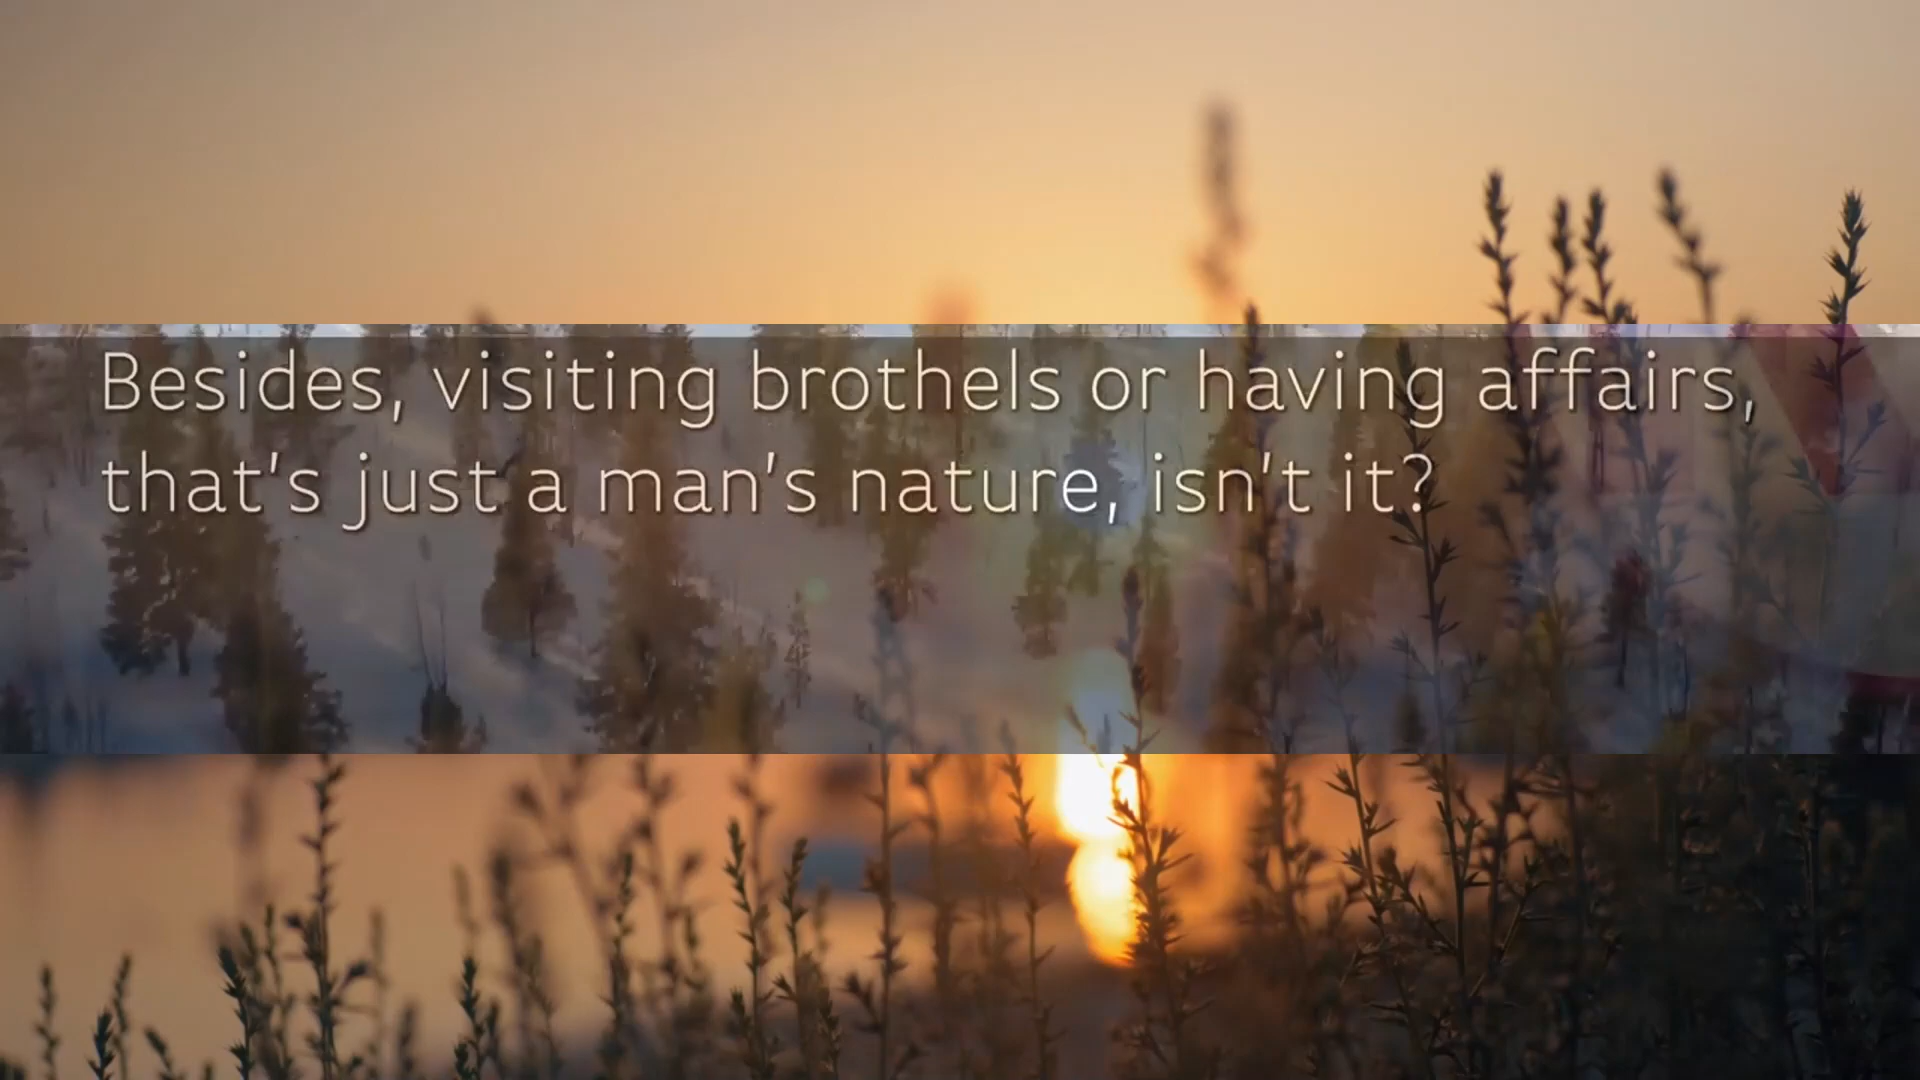 Besides, visiting brothels or having affairs,
that's just a man's nature, isn't it?